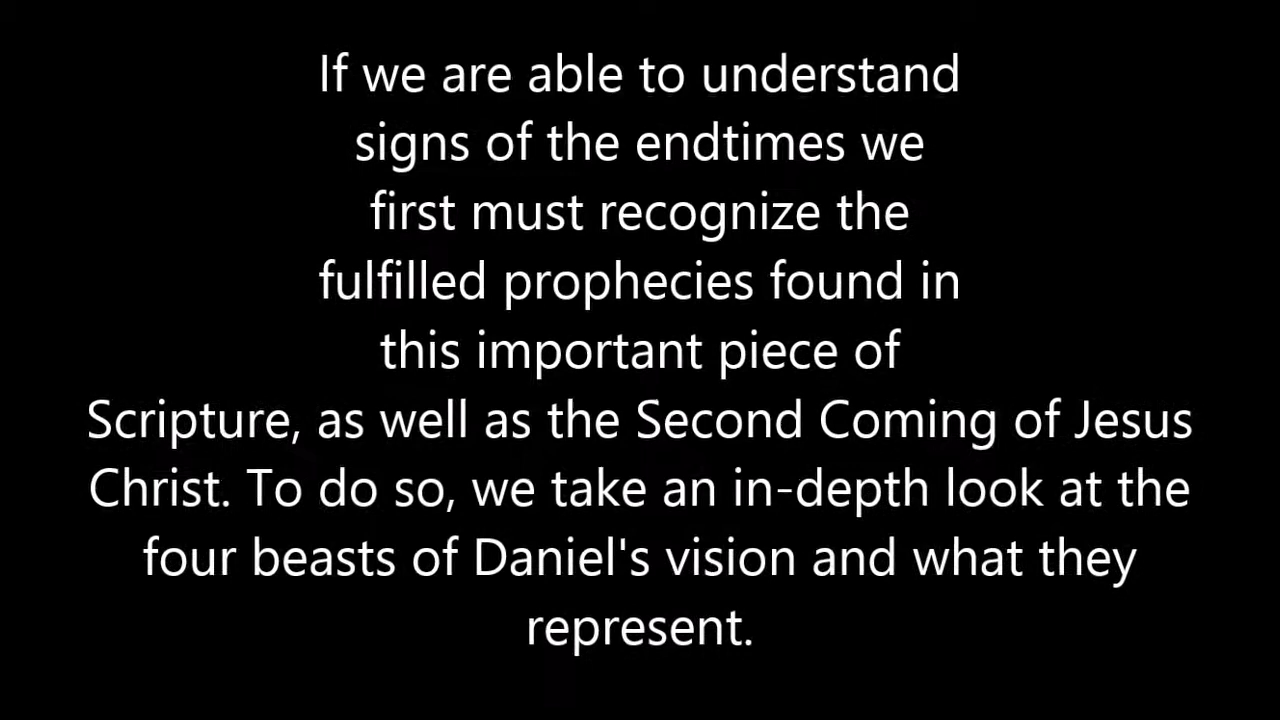 If we are able to understand
signs of the endtimes we
first must recognize the
fulfilled prophecies found in
this important piece of
Scripture, as well as the Second Coming of Jesus
Christ. To do so, we take an in-depth look at the
four beasts of Daniel's vision and what they
represent.